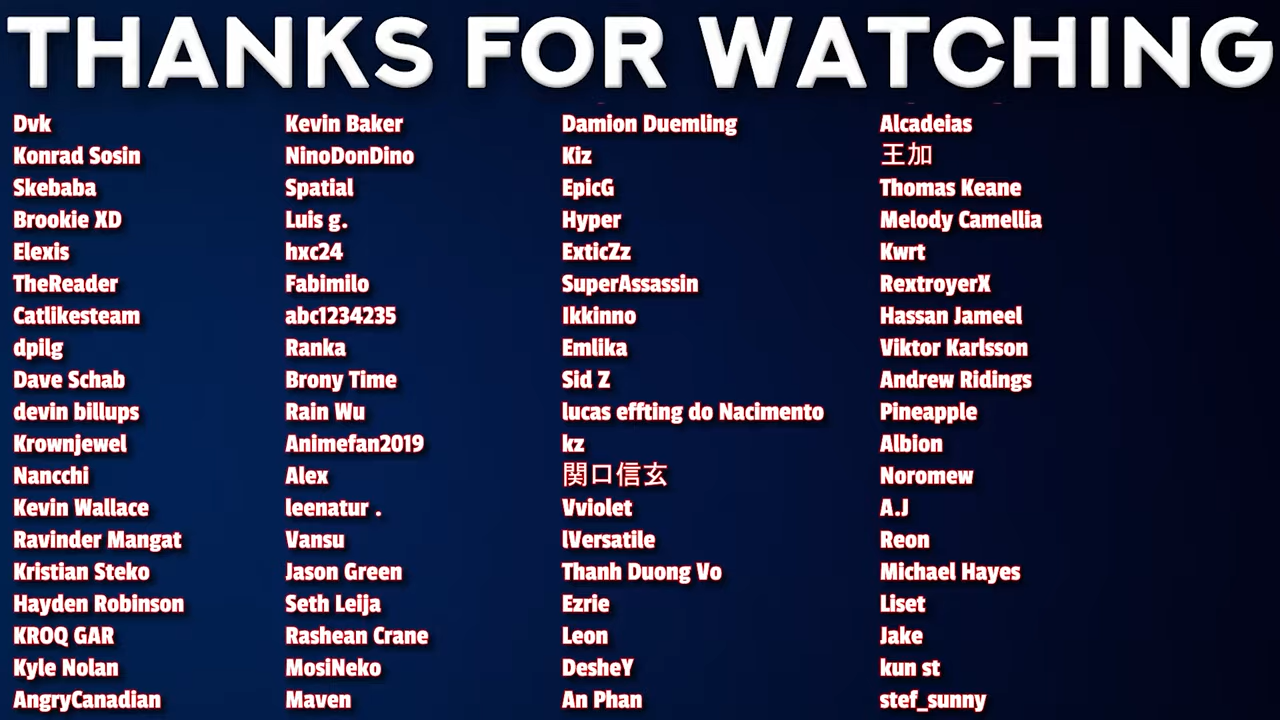 THANKS FOR WATCHING
Dvk
Konrad Sosin
Skebaba
Brookie XD
Elexis
TheReader
Catlikesteam
dpilg
Dave Schab
devin billups
Krownjewel
Nancchi
Kevin Wallace
Ravinder Mangat
Kristian Steko
Hayden Robinson
KROQ GAR
Kyle Nolan
AngryCanadian
Kevin Baker
NinoDonDino
Spatial
Luis g.
hxc24
Fabimilo
abc1234235
Ranka
Brony Time
Rain Wu
Animefan2019
Alex
leenatur .
Vansu
Jason Green
Seth Leija
Rashean Crane
MosiNeko
Maven
Damion Duemling
Kiz
EpicG
Hyper
ExticZz
SuperAssassin
Ikkinno
Emlika
Sid Z
lucas effting do Nacimento
kz
関口信玄
Vviolet
lVersatile
Thanh Duong Vo
Ezrie
Leon
DesheY
An Phan
Alcadeias
王加
Thomas Keane
Melody Camellia
Kwrt
RextroyerX
Hassan Jameel
Viktor Karlsson
Andrew Ridings
Pineapple
Albion
Noromew
A.J
Reon
Michael Hayes
Liset
Jake
kun st
stef_sunny